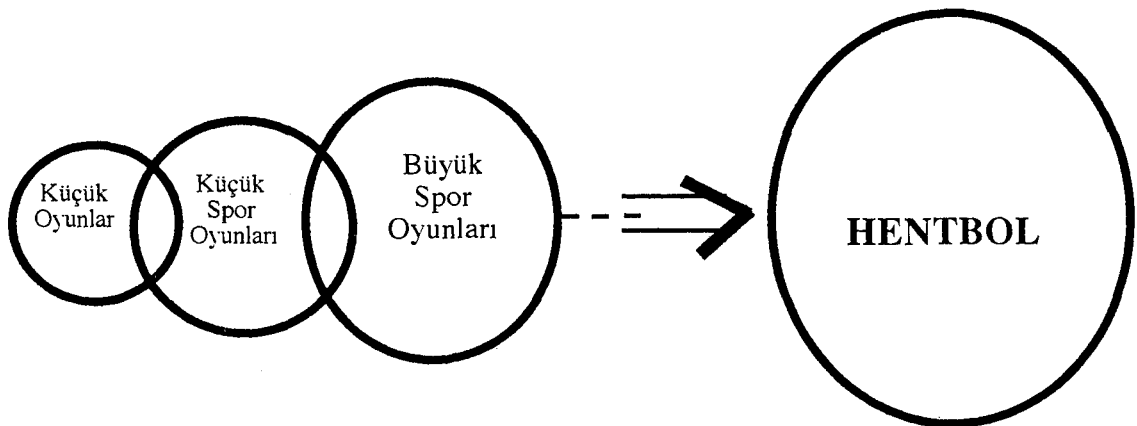 Küçük
Oyunlar
Küçük
Spor
Oyunları
Büyük
Spor
Oyunları
HENTBOL